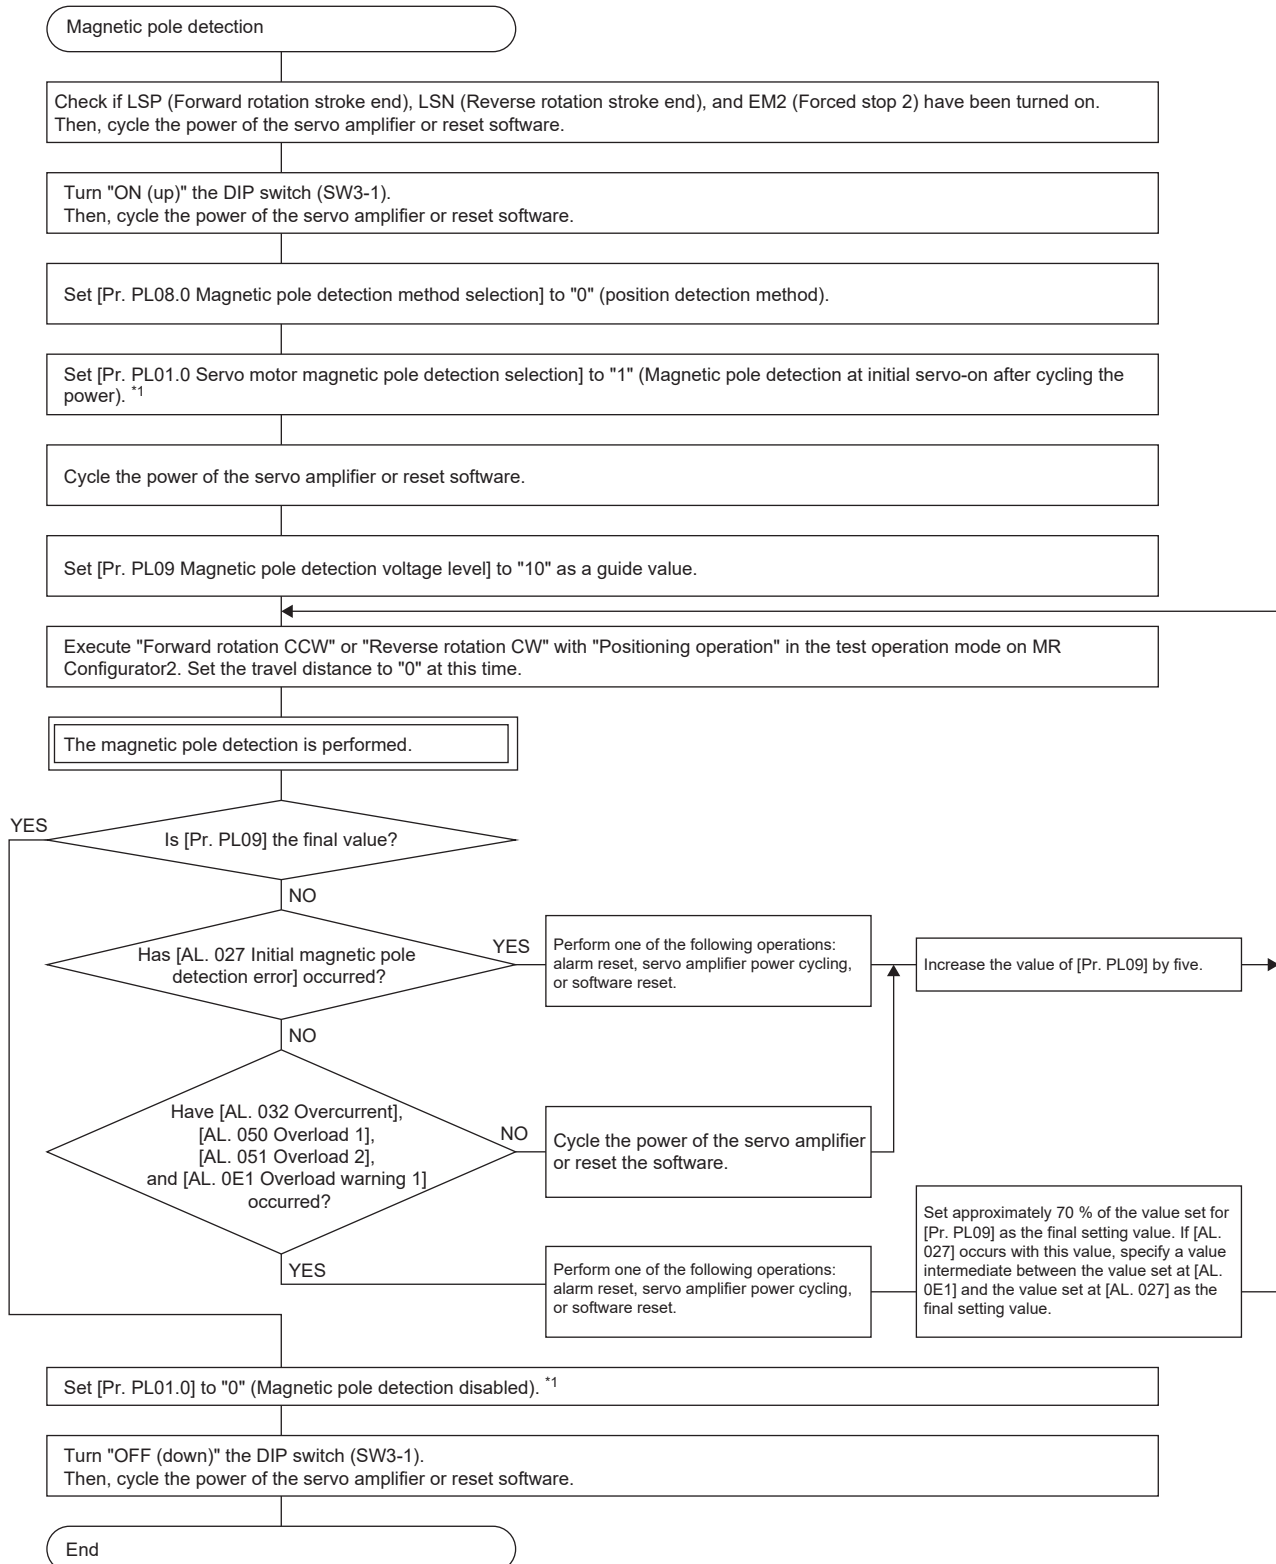 Magnetic pole detection
Check if LSP (Forward rotation stroke end), LSN (Reverse rotation stroke end), and EM2 (Forced stop 2) have been turned on.
Then, cycle the power of the servo amplifier or reset software.
Turn "ON (up)" the DIP switch (SW3-1).
Then, cycle the power of the servo amplifier or reset software.
Set [Pr. PL08.0 Magnetic pole detection method selection] to "0" (position detection method).
Set [Pr. PL01.0 Servo motor magnetic pole detection selection] to "1" (Magnetic pole detection at initial servo-on after cycling the
power). *1
Cycle the power of the servo amplifier or reset software.
Set [Pr. PL09 Magnetic pole detection voltage level] to "10" as a guide value.
Execute "Forward rotation CCW" or "Reverse rotation CW" with "Positioning operation" in the test operation mode on MR
Configurator2. Set the travel distance to "0" at this time.
The magnetic pole detection is performed.
YES
Is [Pr. PL09] the final value?
NO
Has [AL. 027 Initial magnetic pole
detection error] occurred?
YES
Perform one of the following operations:
alarm reset, servo amplifier power cycling,
or software reset.
Increase the value of [Pr. PL09] by five.
NO
Have [AL. 032 Overcurrent],
[AL. 050 Overload 1],
[AL. 051 Overload 2],
and [AL. 0E1 Overload warning 1]
occurred?
NO
Cycle the power of the servo amplifier
or reset the software.
YES
Perform one of the following operations:
alarm reset, servo amplifier power cycling,
or software reset.
Set approximately 70 % of the value set for
[Pr. PL09] as the final setting value. If [AL.
027] occurs with this value, specify a value
intermediate between the value set at [AL.
0E1] and the value set at [AL. 027] as the
final setting value.
Set [Pr. PL01.0] to "0" (Magnetic pole detection disabled). *1
Turn "OFF (down)" the DIP switch (SW3-1).
Then, cycle the power of the servo amplifier or reset software.
End